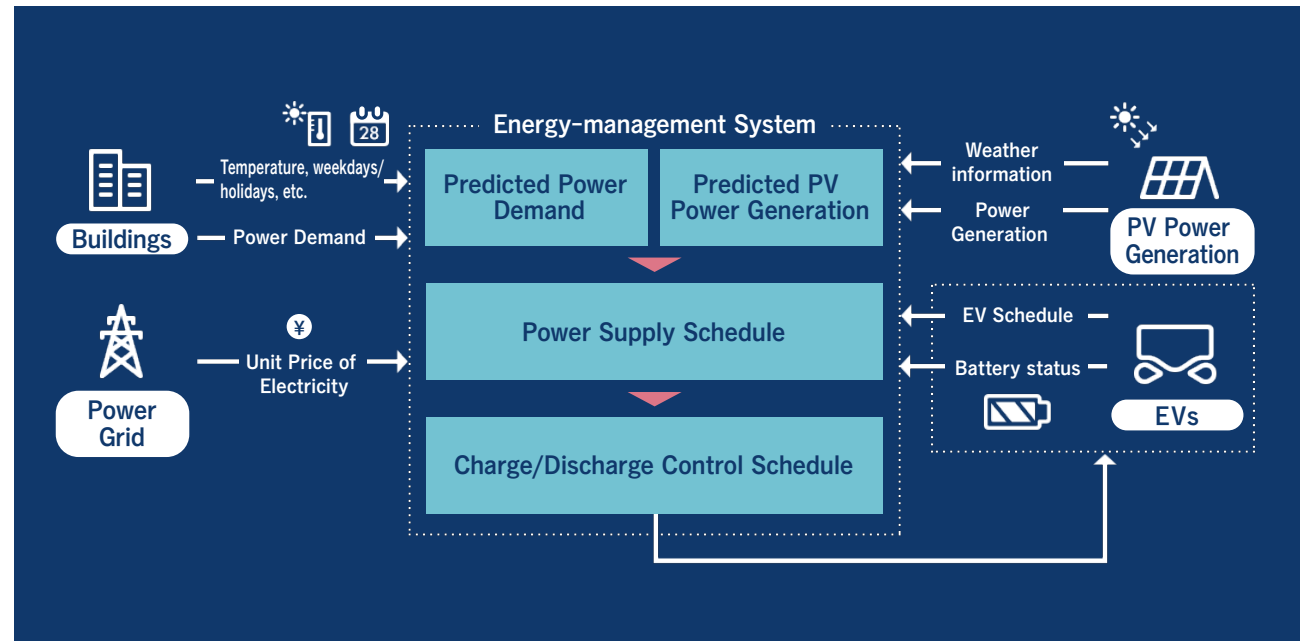 Energy-management System
28
Temperature, weekdays/
holidays, etc.
Buildings
Power Demand
Predicted Power
Demand
Predicted PV
Power Generation
Weather
information
Power
Generation
PV Power
Generation
¥
Unit Price of
Electricity
Power
Grid
Power Supply Schedule
EV Schedule
Battery status
EVs
Charge/Discharge Control Schedule